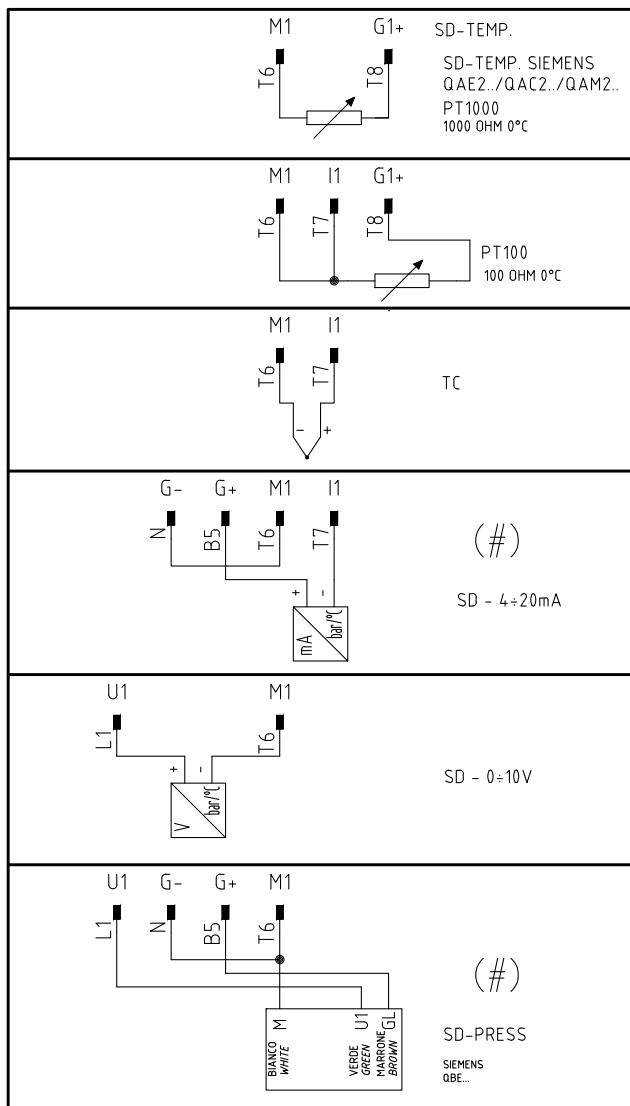 M1 G1+ SD-TEMP.
T6 T8
SD-TEMP. SIEMENS
QAE2../QAC2../QAM2..
PT1000
1000 OHM 0°C
M1 I1 G1+
T6 T7 T8
PT100
100 OHM 0°C
M1 I1
T6 T7
TC
- +
G- G+ M1 I1
N B5 T6 T7
(#)
+ -
mA bar/°C
SD - 4÷20mA
U1 M1
L1 T6
+ -
V bar/°C
SD - 0÷10V
U1 G- G+ M1
L1 N B5 T6
(#)
M U1 GL
BIANCO
WHITE
VERDE
GREEN
MARRONE
BROWN
SD-PRESS
SIEMENS
QBE...